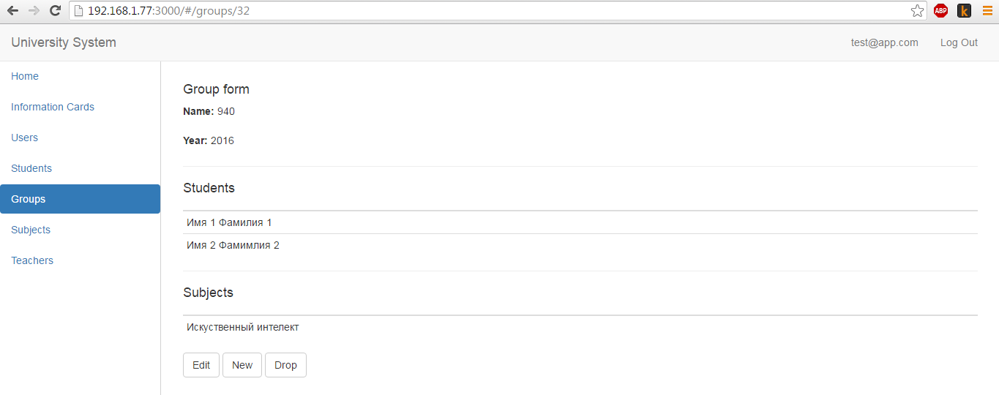 192.168.1.77:3000/#/groups/32
ABP
k
University System
test@app.com
Log Out
Home
Information Cards
Users
Students
Groups
Subjects
Teachers
Group form
Name: 940
Year: 2016
Students
Имя 1 Фамилия 1
Имя 2 Фамимлия 2
Subjects
Искуственный интелект
Edit
New
Drop